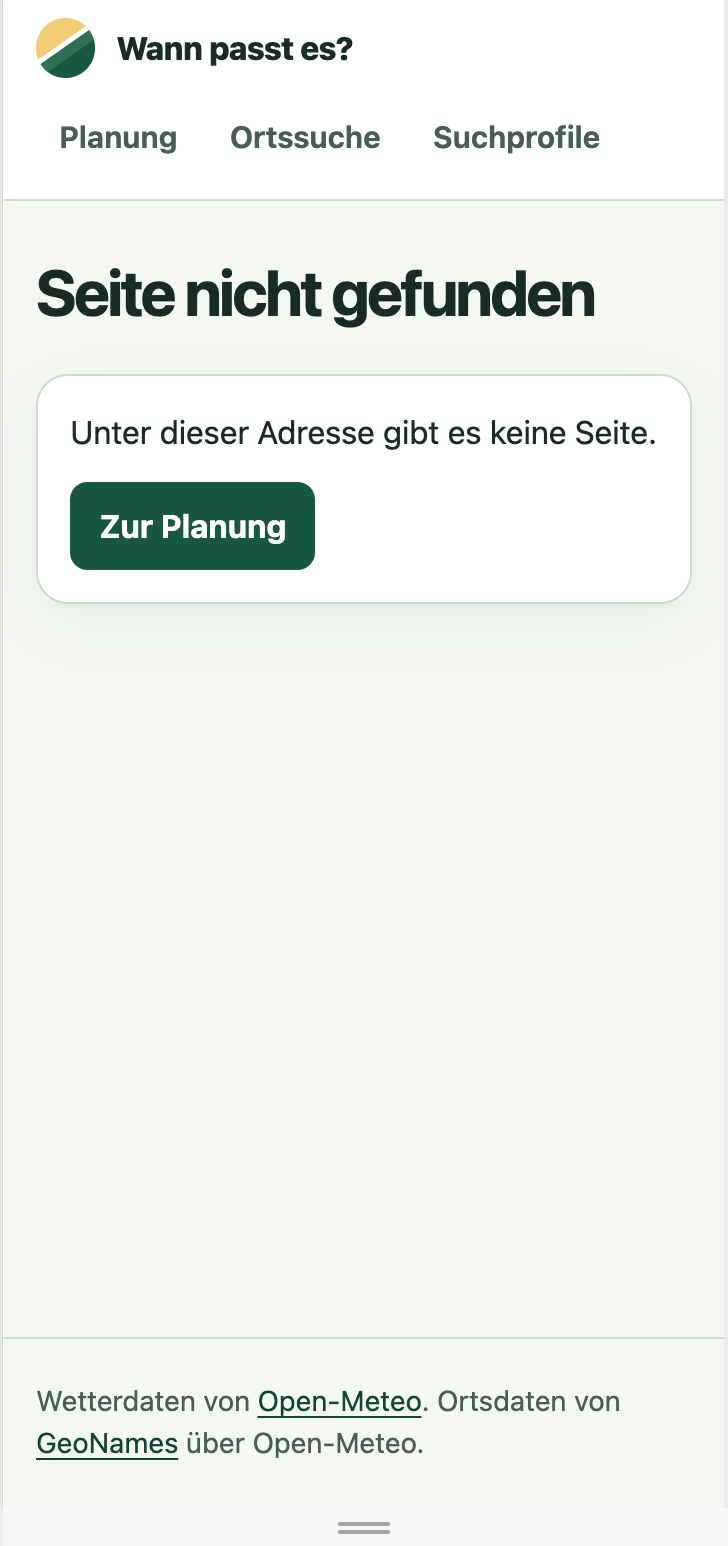 Wann passt es?
Planung Ortssuche Suchprofile
Seite nicht gefunden
Unter dieser Adresse gibt es keine Seite.
Zur Planung
Wetterdaten von Open-Meteo. Ortsdaten von
GeoNames über Open-Meteo.